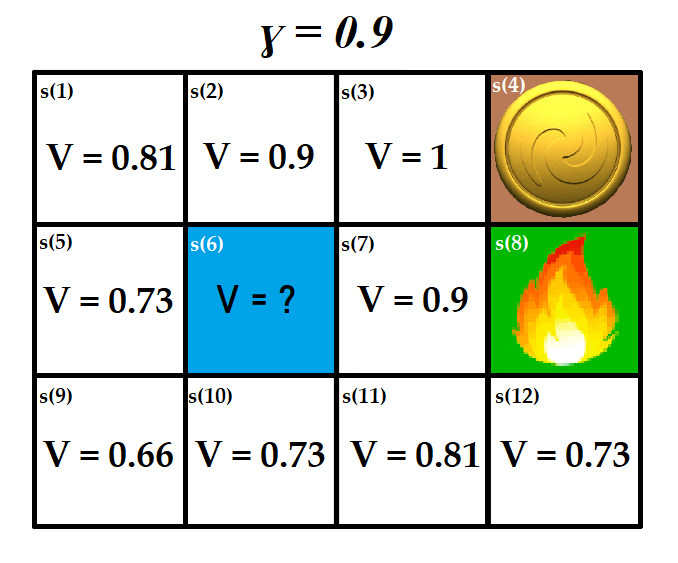 γ = 0.9
s(1) s(2) s(3) s(4)
V = 0.81 V = 0.9 V = 1
s(5) s(6) s(7) s(8)
V = 0.73 V = ? V = 0.9
s(9) s(10) s(11) s(12)
V = 0.66 V = 0.73 V = 0.81 V = 0.73